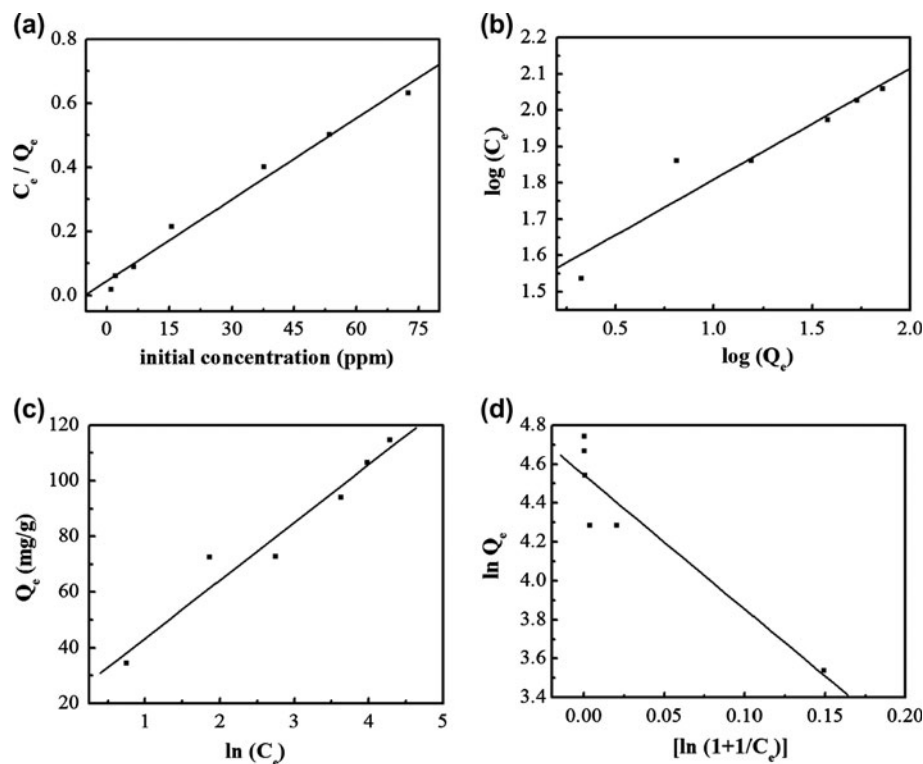 (a)
0.8
0.6
0.4
0.2
0.0
C_e / Q_e
0 15 30 45 60 75
initial concentration (ppm)
(b)
2.2
2.1
2.0
1.9
1.8
1.7
1.6
1.5
log (C_e)
0.5 1.0 1.5 2.0
log (Q_e)
(c)
120
100
80
60
40
20
Q_e (mg/g)
1 2 3 4 5
ln (C_e)
(d)
5.0
4.8
4.6
4.4
4.2
4.0
3.8
3.6
3.4
ln Q_e
0.00 0.05 0.10 0.15 0.20
[ln (1+1/C_e)]